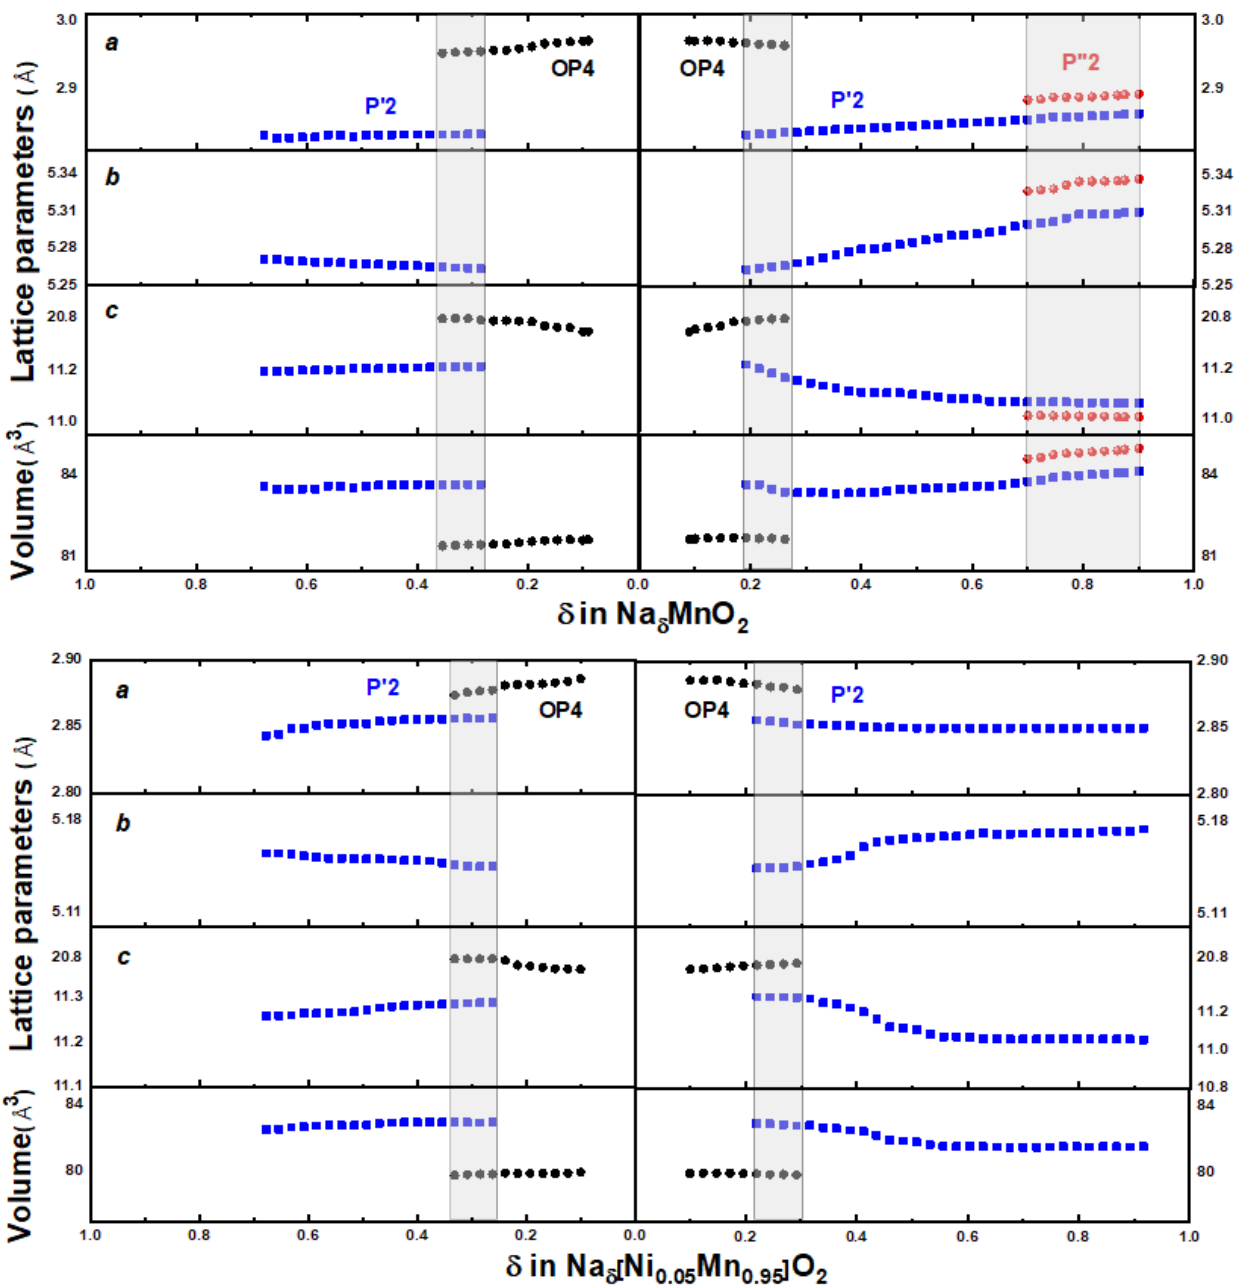 3.0 a OP4 OP4 P"2 3.0
2.9 P'2 P'2 2.9
Lattice parameters (Å)
5.34 b 5.34
5.31 5.31
5.28 5.28
5.25 5.25
20.8 c 20.8
11.2 11.2
11.0 11.0
Volume(Å³)
84 84
81 81
1.0 0.8 0.6 0.4 0.2 0.0 0.2 0.4 0.6 0.8 1.0
δ in Na_δMnO₂
2.90 a P'2 OP4 OP4 P'2 2.90
2.85 2.85
2.80 2.80
Lattice parameters (Å)
5.18 b 5.18
5.11 5.11
20.8 c 20.8
11.3 11.2
11.2 11.0
11.1 10.8
Volume(Å³)
84 84
80 80
1.0 0.8 0.6 0.4 0.2 0.0 0.2 0.4 0.6 0.8 1.0
δ in Na_δ[Ni₀.₀₅Mn₀.₉₅]O₂